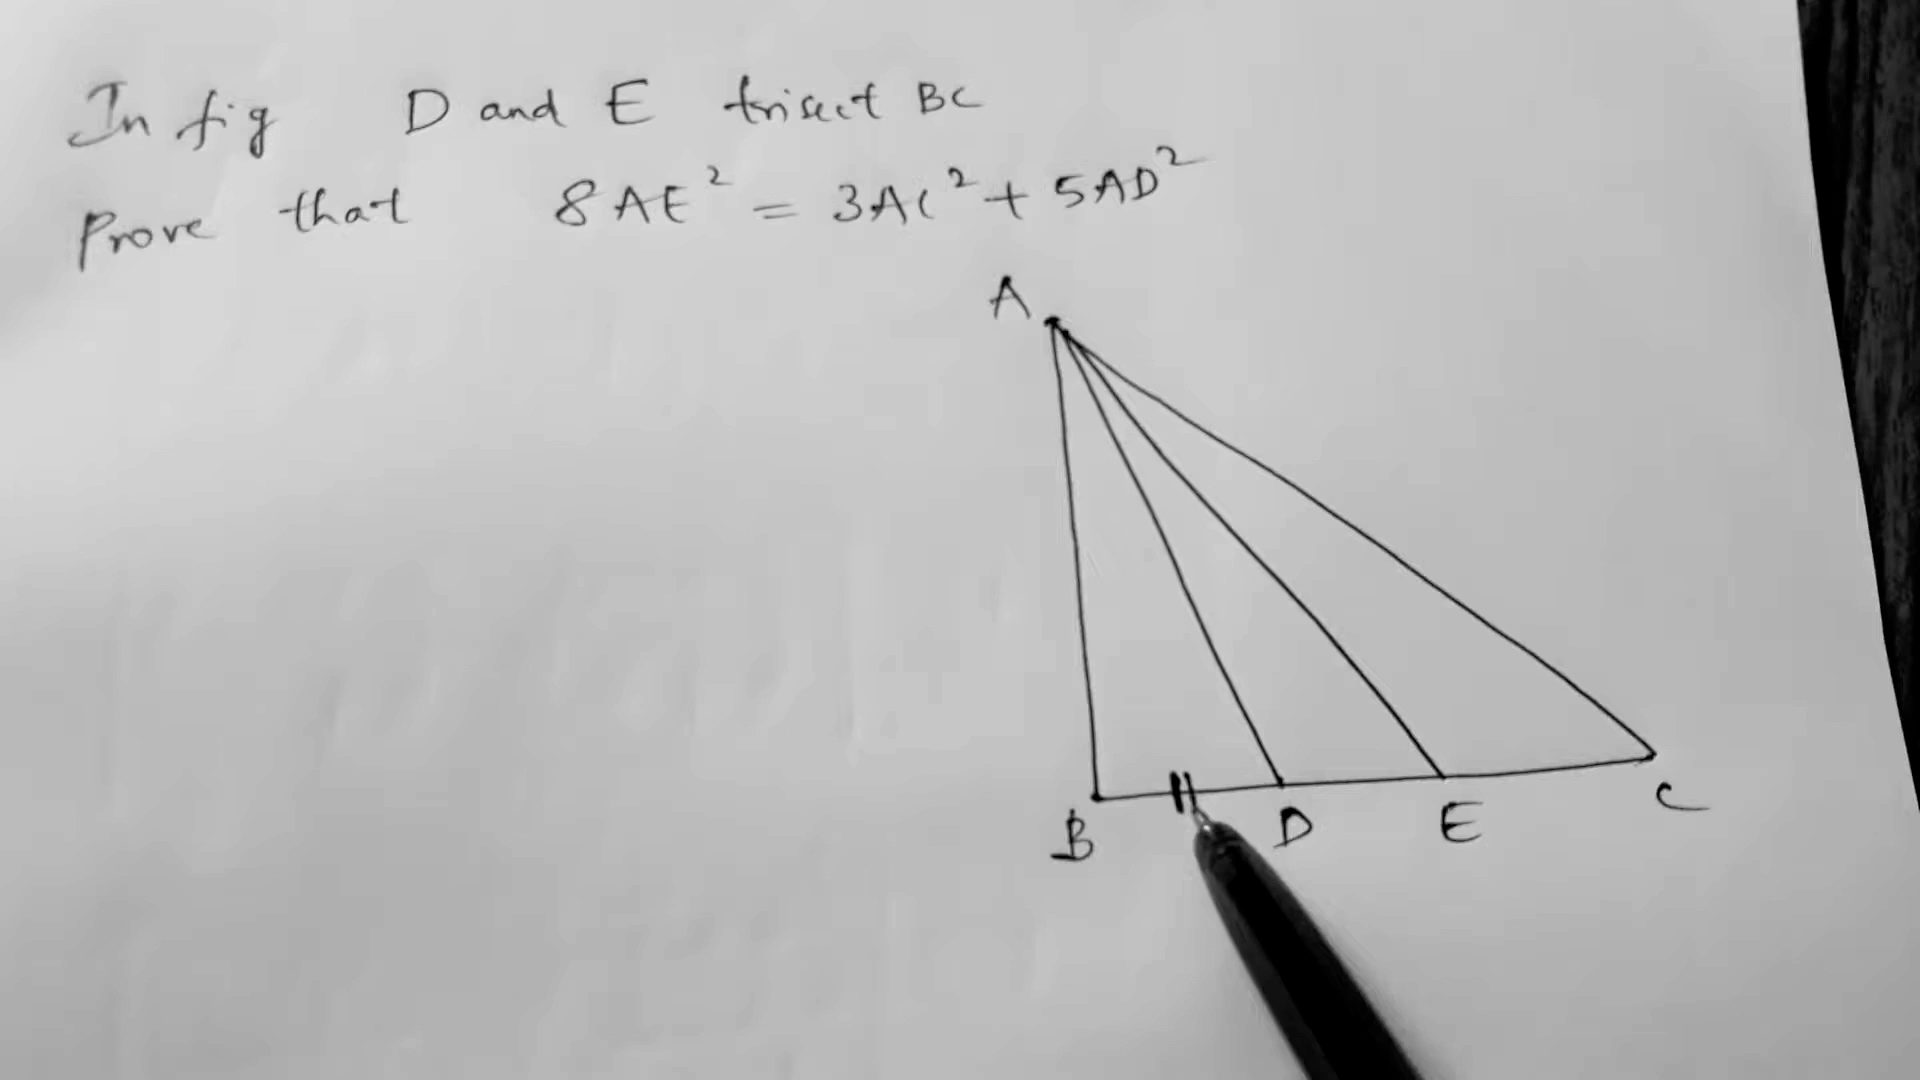 In fig D and E trisect BC
Prove that 8AE² = 3AC² + 5AD²
A
B D E C